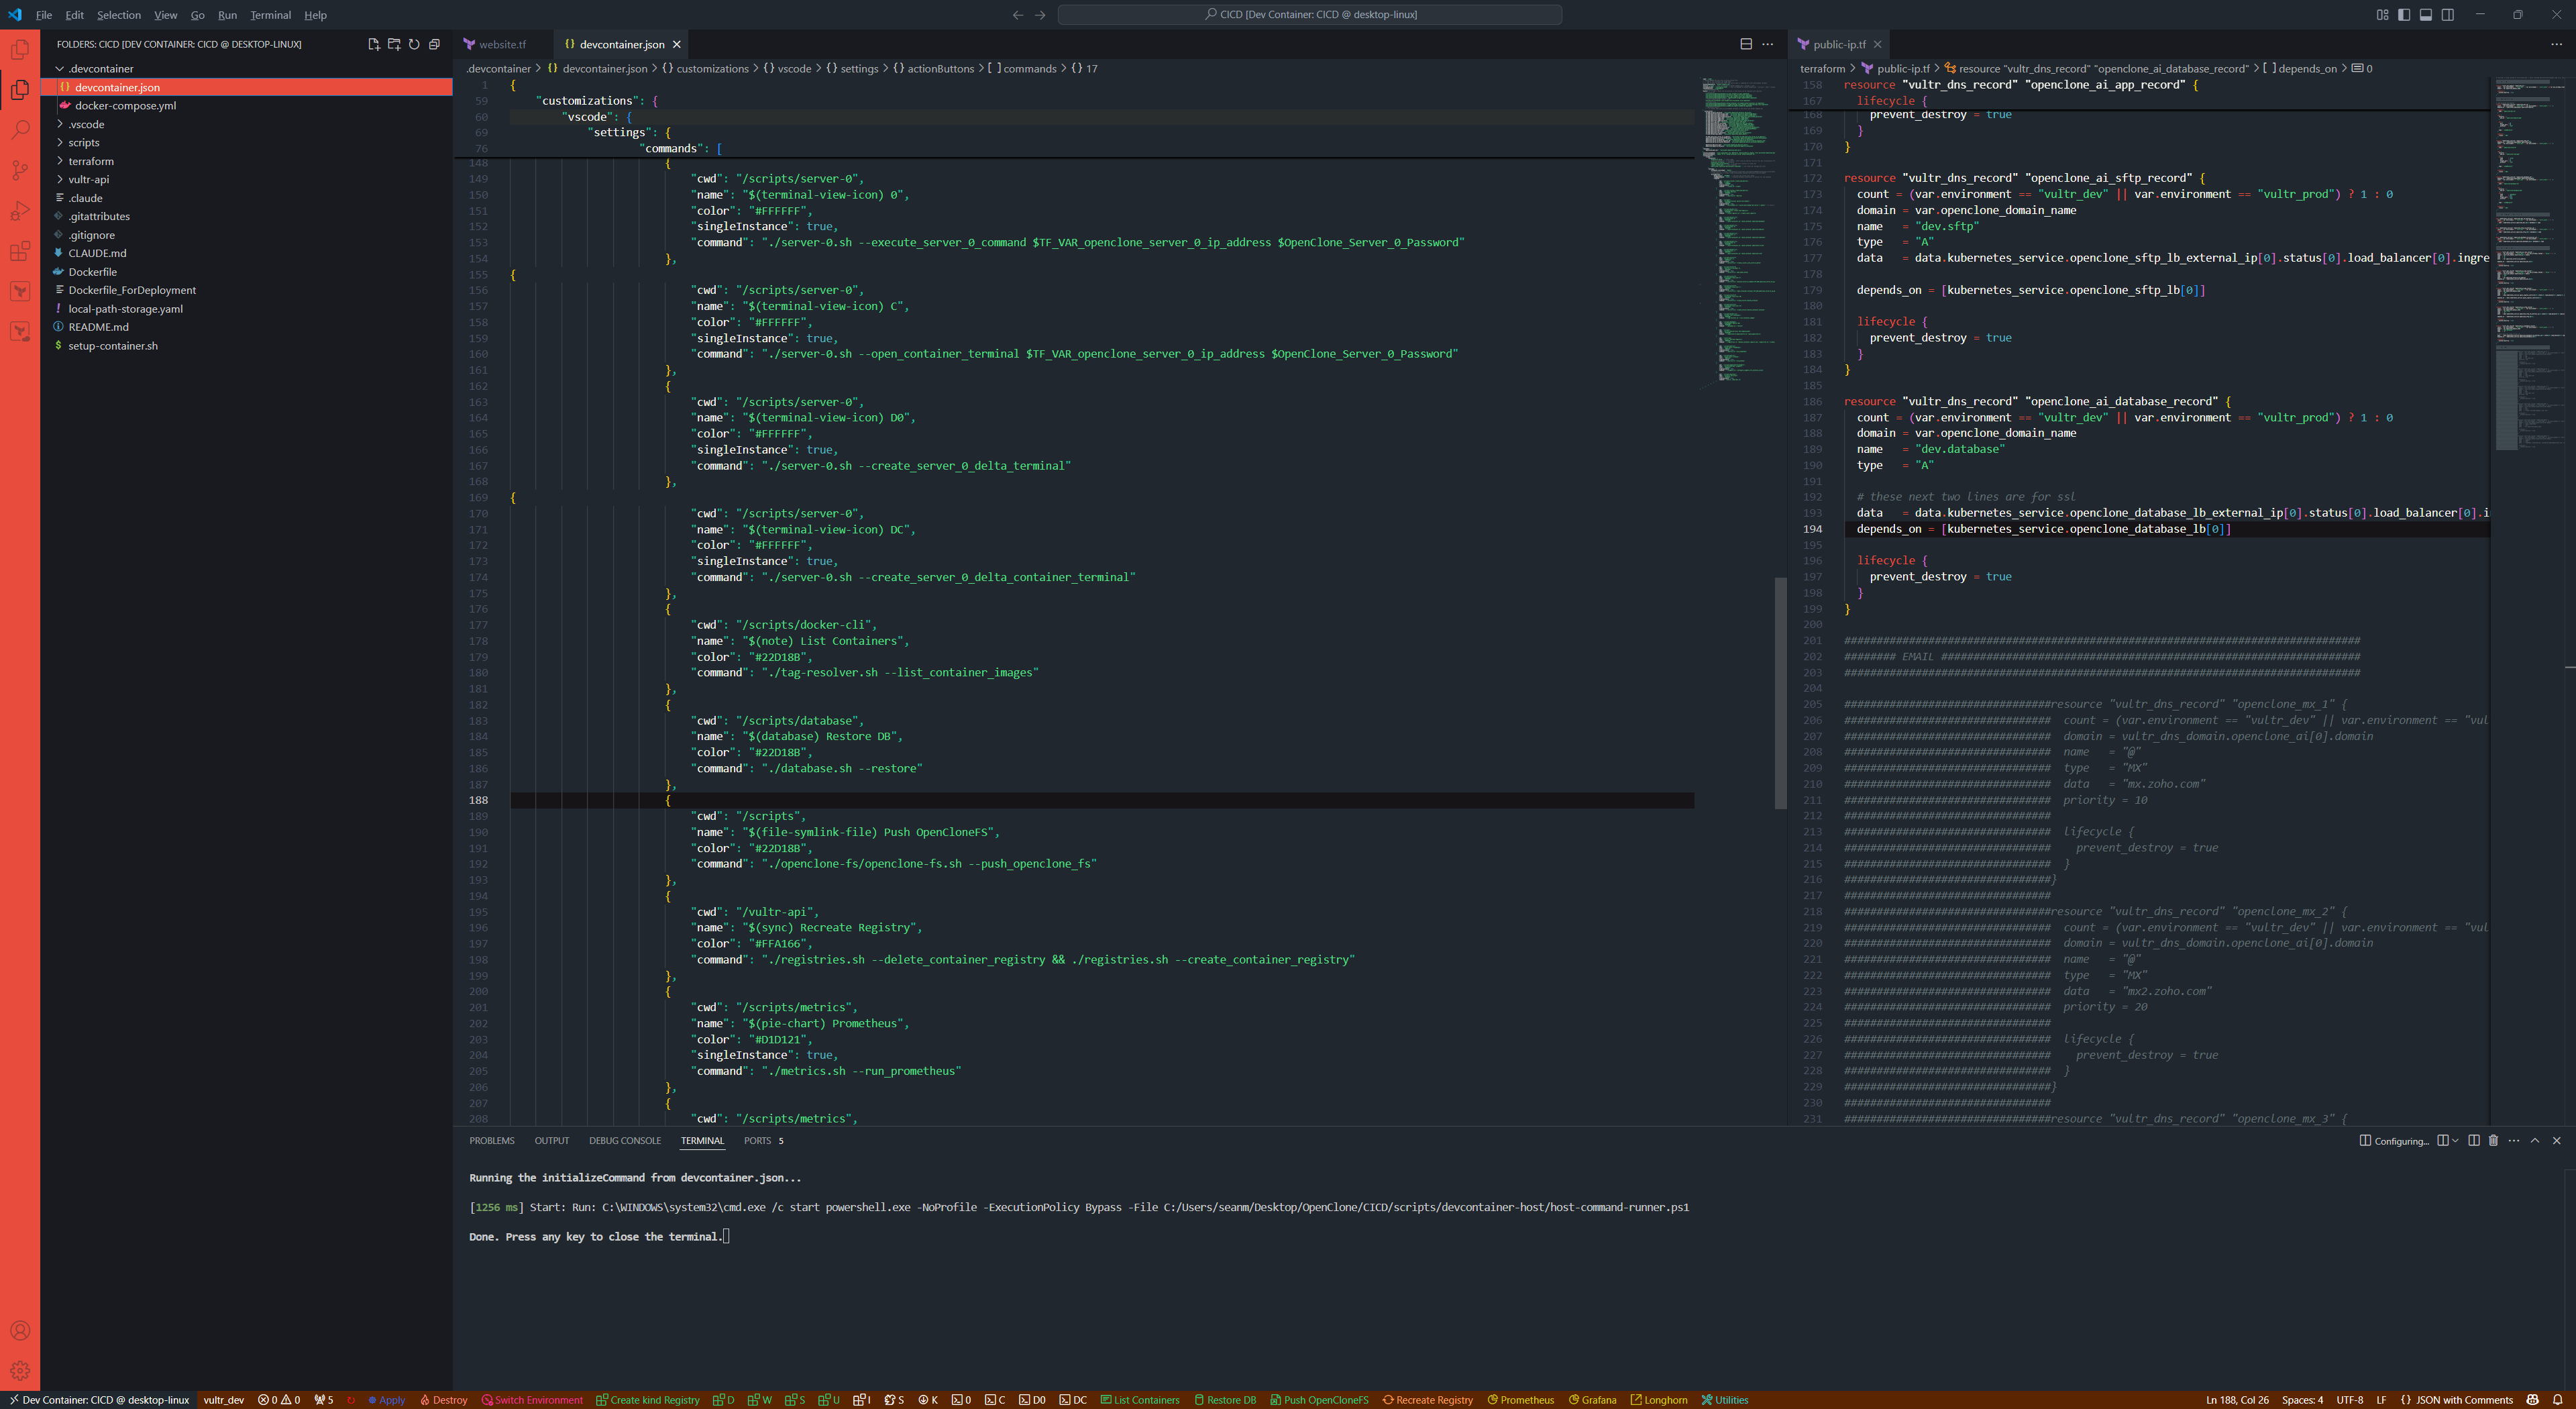 File Edit Selection View Go Run Terminal Help
CICD [Dev Container: CICD @ desktop-linux]
FOLDERS: CICD [DEV CONTAINER: CICD @ DESKTOP-LINUX]
.devcontainer
devcontainer.json
docker-compose.yml
.vscode
scripts
terraform
vultr-api
.claude
.gitattributes
.gitignore
CLAUDE.md
Dockerfile
Dockerfile_ForDeployment
local-path-storage.yaml
README.md
setup-container.sh
website.tf
devcontainer.json
.devcontainer > {} devcontainer.json > {} customizations > {} vscode > {} settings > {} actionButtons > [ ] commands > {} 17
1 {
59 "customizations": {
60 "vscode": {
69 "settings": {
76 "commands": [
148 {
149 "cwd": "/scripts/server-0",
150 "name": "$(terminal-view-icon) 0",
151 "color": "#FFFFFF",
152 "singleInstance": true,
153 "command": "./server-0.sh --execute_server_0_command $TF_VAR_openclone_server_0_ip_address $OpenClone_Server_0_Password"
154 },
155 {
156 "cwd": "/scripts/server-0",
157 "name": "$(terminal-view-icon) C",
158 "color": "#FFFFFF",
159 "singleInstance": true,
160 "command": "./server-0.sh --open_container_terminal $TF_VAR_openclone_server_0_ip_address $OpenClone_Server_0_Password"
161 },
162 {
163 "cwd": "/scripts/server-0",
164 "name": "$(terminal-view-icon) D0",
165 "color": "#FFFFFF",
166 "singleInstance": true,
167 "command": "./server-0.sh --create_server_0_delta_terminal"
168 },
169 {
170 "cwd": "/scripts/server-0",
171 "name": "$(terminal-view-icon) DC",
172 "color": "#FFFFFF",
173 "singleInstance": true,
174 "command": "./server-0.sh --create_server_0_delta_container_terminal"
175 },
176 {
177 "cwd": "/scripts/docker-cli",
178 "name": "$(note) List Containers",
179 "color": "#22D18B",
180 "command": "./tag-resolver.sh --list_container_images"
181 },
182 {
183 "cwd": "/scripts/database",
184 "name": "$(database) Restore DB",
185 "color": "#22D18B",
186 "command": "./database.sh --restore"
187 },
188 {
189 "cwd": "/scripts",
190 "name": "$(file-symlink-file) Push OpenCloneFS",
191 "color": "#22D18B",
192 "command": "./openclone-fs/openclone-fs.sh --push_openclone_fs"
193 },
194 {
195 "cwd": "/vultr-api",
196 "name": "$(sync) Recreate Registry",
197 "color": "#FFA166",
198 "command": "./registries.sh --delete_container_registry && ./registries.sh --create_container_registry"
199 },
200 {
201 "cwd": "/scripts/metrics",
202 "name": "$(pie-chart) Prometheus",
203 "color": "#D1D121",
204 "singleInstance": true,
205 "command": "./metrics.sh --run_prometheus"
206 },
207 {
208 "cwd": "/scripts/metrics",
public-ip.tf
terraform > public-ip.tf > resource "vultr_dns_record" "openclone_ai_database_record" > [ ] depends_on > 0
158 resource "vultr_dns_record" "openclone_ai_app_record" {
167 lifecycle {
168 prevent_destroy = true
169 }
170 }
171
172 resource "vultr_dns_record" "openclone_ai_sftp_record" {
173 count = (var.environment == "vultr_dev" || var.environment == "vultr_prod") ? 1 : 0
174 domain = var.openclone_domain_name
175 name = "dev.sftp"
176 type = "A"
177 data = data.kubernetes_service.openclone_sftp_lb_external_ip[0].status[0].load_balancer[0].ingre
178
179 depends_on = [kubernetes_service.openclone_sftp_lb[0]]
180
181 lifecycle {
182 prevent_destroy = true
183 }
184 }
185
186 resource "vultr_dns_record" "openclone_ai_database_record" {
187 count = (var.environment == "vultr_dev" || var.environment == "vultr_prod") ? 1 : 0
188 domain = var.openclone_domain_name
189 name = "dev.database"
190 type = "A"
191
192 # these next two lines are for ssl
193 data = data.kubernetes_service.openclone_database_lb_external_ip[0].status[0].load_balancer[0].i
194 depends_on = [kubernetes_service.openclone_database_lb[0]]
195
196 lifecycle {
197 prevent_destroy = true
198 }
199 }
200
201 ################################################################################
202 ######## EMAIL #################################################################
203 ################################################################################
204
205 ################################resource "vultr_dns_record" "openclone_mx_1" {
206 ################################ count = (var.environment == "vultr_dev" || var.environment == "vul
207 ################################ domain = vultr_dns_domain.openclone_ai[0].domain
208 ################################ name = "@"
209 ################################ type = "MX"
210 ################################ data = "mx.zoho.com"
211 ################################ priority = 10
212 ################################
213 ################################ lifecycle {
214 ################################ prevent_destroy = true
215 ################################ }
216 ################################}
217 ################################
218 ################################resource "vultr_dns_record" "openclone_mx_2" {
219 ################################ count = (var.environment == "vultr_dev" || var.environment == "vul
220 ################################ domain = vultr_dns_domain.openclone_ai[0].domain
221 ################################ name = "@"
222 ################################ type = "MX"
223 ################################ data = "mx2.zoho.com"
224 ################################ priority = 20
225 ################################
226 ################################ lifecycle {
227 ################################ prevent_destroy = true
228 ################################ }
229 ################################}
230 ################################
231 ################################resource "vultr_dns_record" "openclone_mx_3" {
PROBLEMS OUTPUT DEBUG CONSOLE TERMINAL PORTS 5
Configuring...
Running the initializeCommand from devcontainer.json...
[1256 ms] Start: Run: C:\WINDOWS\system32\cmd.exe /c start powershell.exe -NoProfile -ExecutionPolicy Bypass -File C:/Users/seanm/Desktop/OpenClone/CICD/scripts/devcontainer-host/host-command-runner.ps1
Done. Press any key to close the terminal.
Dev Container: CICD @ desktop-linux vultr_dev 0 0 5 Apply Destroy Switch Environment Create kind Registry D W S U I S K 0 C D0 DC List Containers Restore DB Push OpenCloneFS Recreate Registry Prometheus Grafana Longhorn Utilities Ln 188, Col 26 Spaces: 4 UTF-8 LF {} JSON with Comments